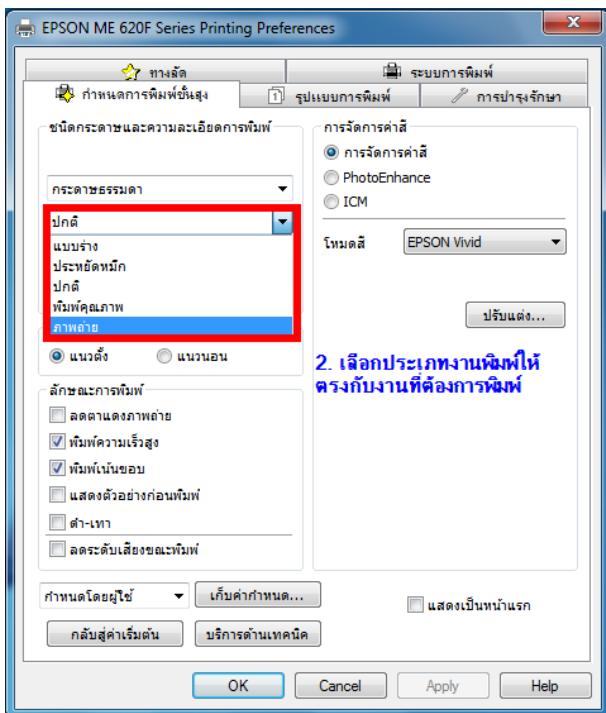 EPSON ME 620F Series Printing Preferences
ทางลัด
ระบบการพิมพ์
กำหนดการพิมพ์ขั้นสูง
รูปแบบการพิมพ์
การบำรุงรักษา
ชนิดกระดาษและความละเอียดการพิมพ์
กระดาษธรรมดา
ปกติ
แบบร่าง
ประหยัดหมึก
ปกติ
พิมพ์คุณภาพ
ภาพถ่าย
แนวตั้ง
แนวนอน
ลักษณะการพิมพ์
ลดตาแดงภาพถ่าย
พิมพ์ความเร็วสูง
พิมพ์เน้นขอบ
แสดงตัวอย่างก่อนพิมพ์
ดำ-เทา
ลดระดับเสียงขณะพิมพ์
การจัดการค่าสี
การจัดการค่าสี
PhotoEnhance
ICM
โหมดสี
EPSON Vivid
ปรับแต่ง...
2. เลือกประเภทงานพิมพ์ให้
ตรงกับงานที่ต้องการพิมพ์
กำหนดโดยผู้ใช้
เก็บค่ากำหนด...
แสดงเป็นหน้าแรก
กลับสู่ค่าเริ่มต้น
บริการด้านเทคนิค
OK
Cancel
Apply
Help